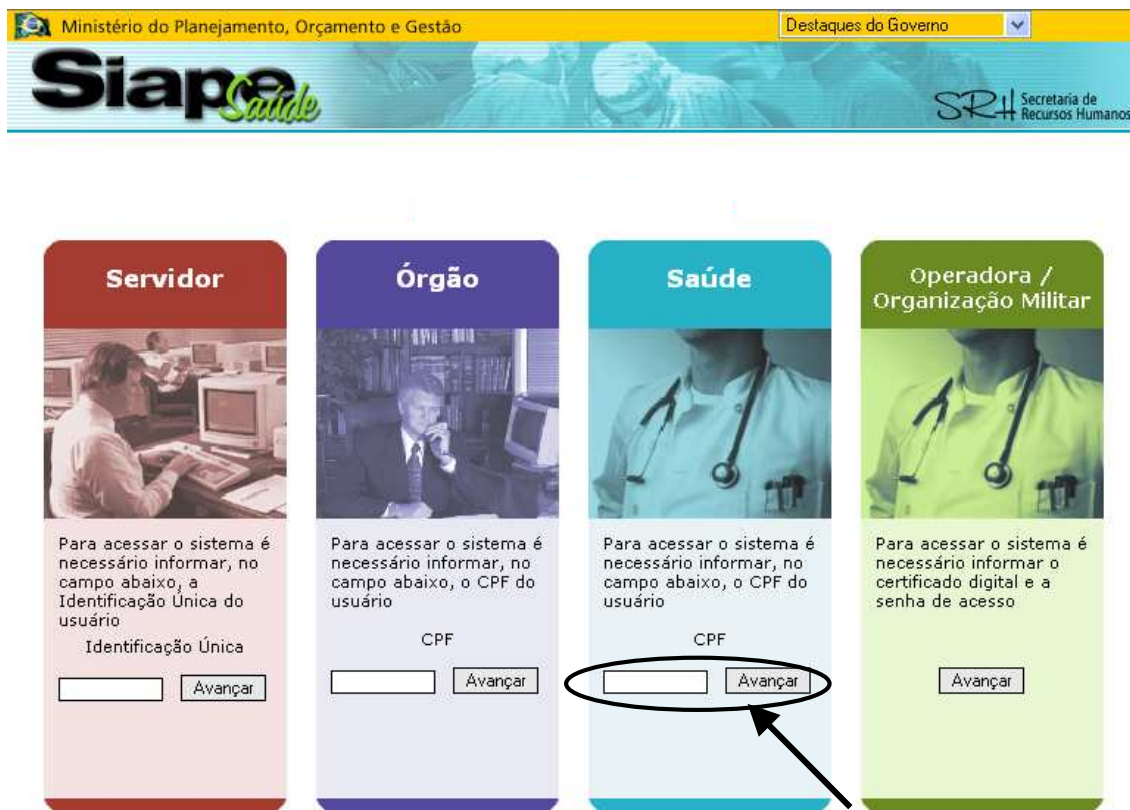 Ministério do Planejamento, Orçamento e Gestão
Destaques do Governo
Siape
Saúde
SRH
Secretaria de
Recursos Humanos
Servidor
Para acessar o sistema é
necessário informar, no
campo abaixo, a
Identificação Única do
usuário
Identificação Única
Avançar
Órgão
Para acessar o sistema é
necessário informar, no
campo abaixo, o CPF do
usuário
CPF
Avançar
Saúde
Para acessar o sistema é
necessário informar, no
campo abaixo, o CPF do
usuário
CPF
Avançar
Operadora /
Organização Militar
Para acessar o sistema é
necessário informar o
certificado digital e a
senha de acesso
Avançar